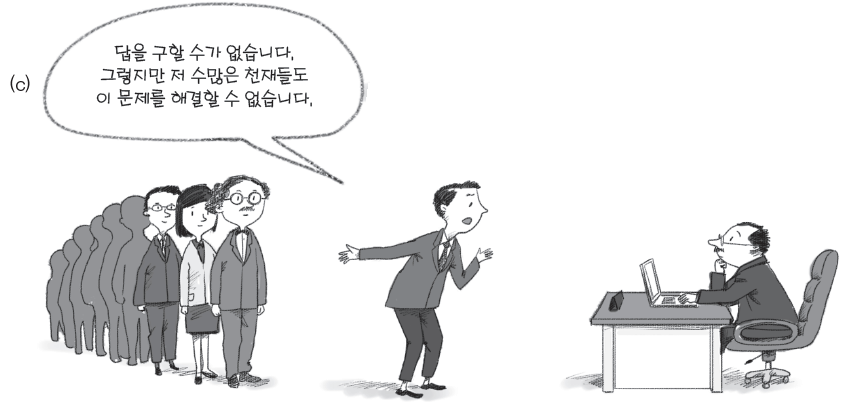 (c)
답을 구할 수가 없습니다.
그렇지만 저 수많은 천재들도
이 문제를 해결할 수 없습니다.